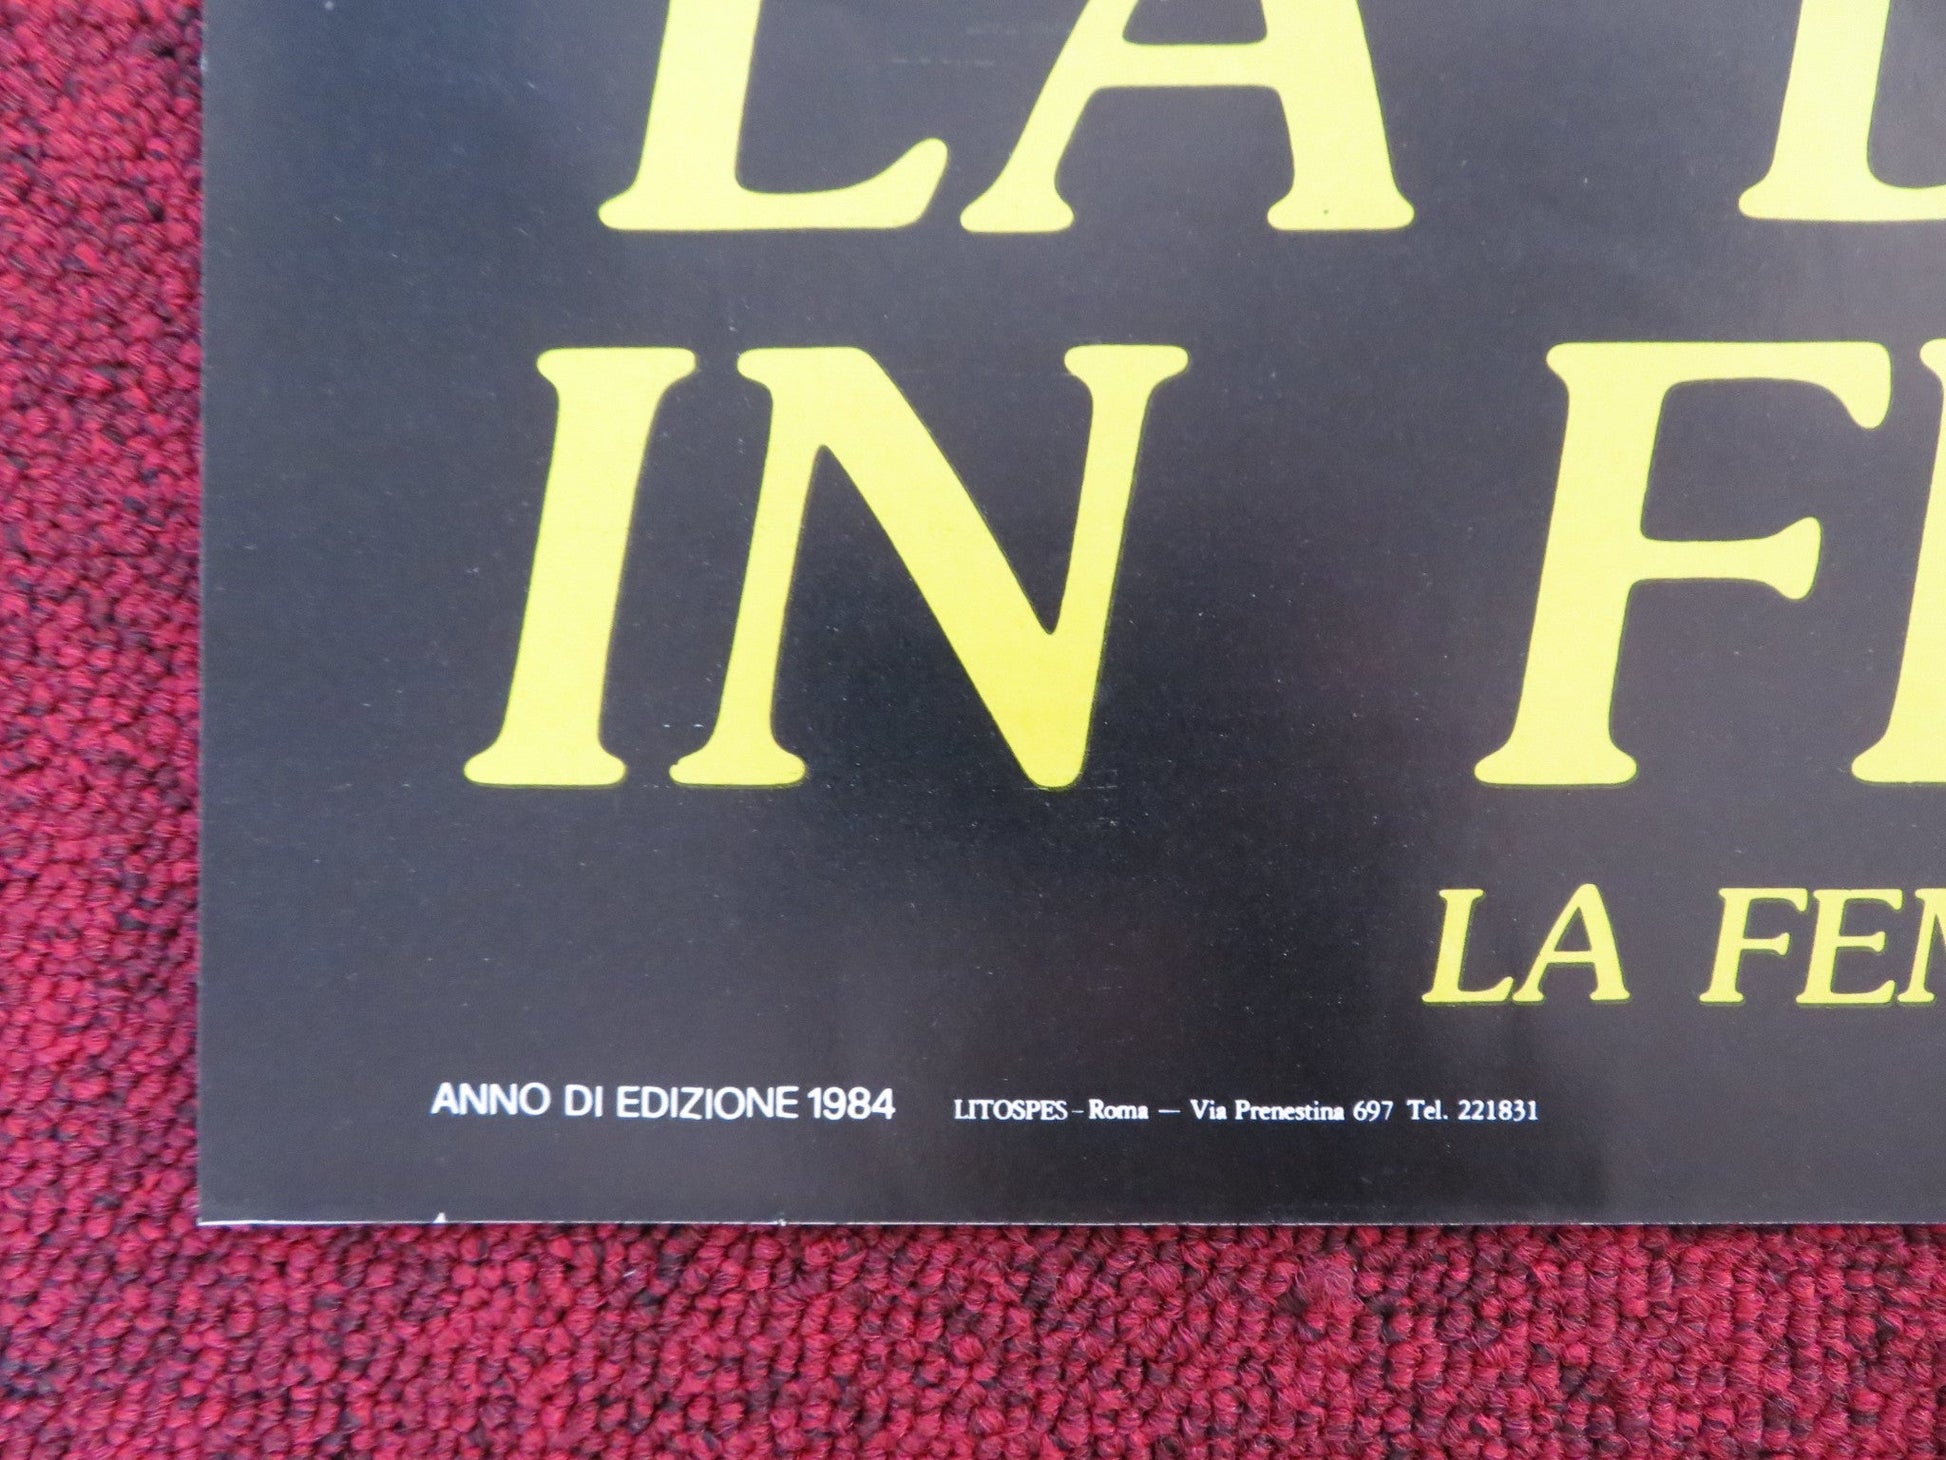 LA
IN
LA
ANNO DI EDIZIONE 1984 LITOSPES - Roma — Via Prenestina 697 Tel. 221831